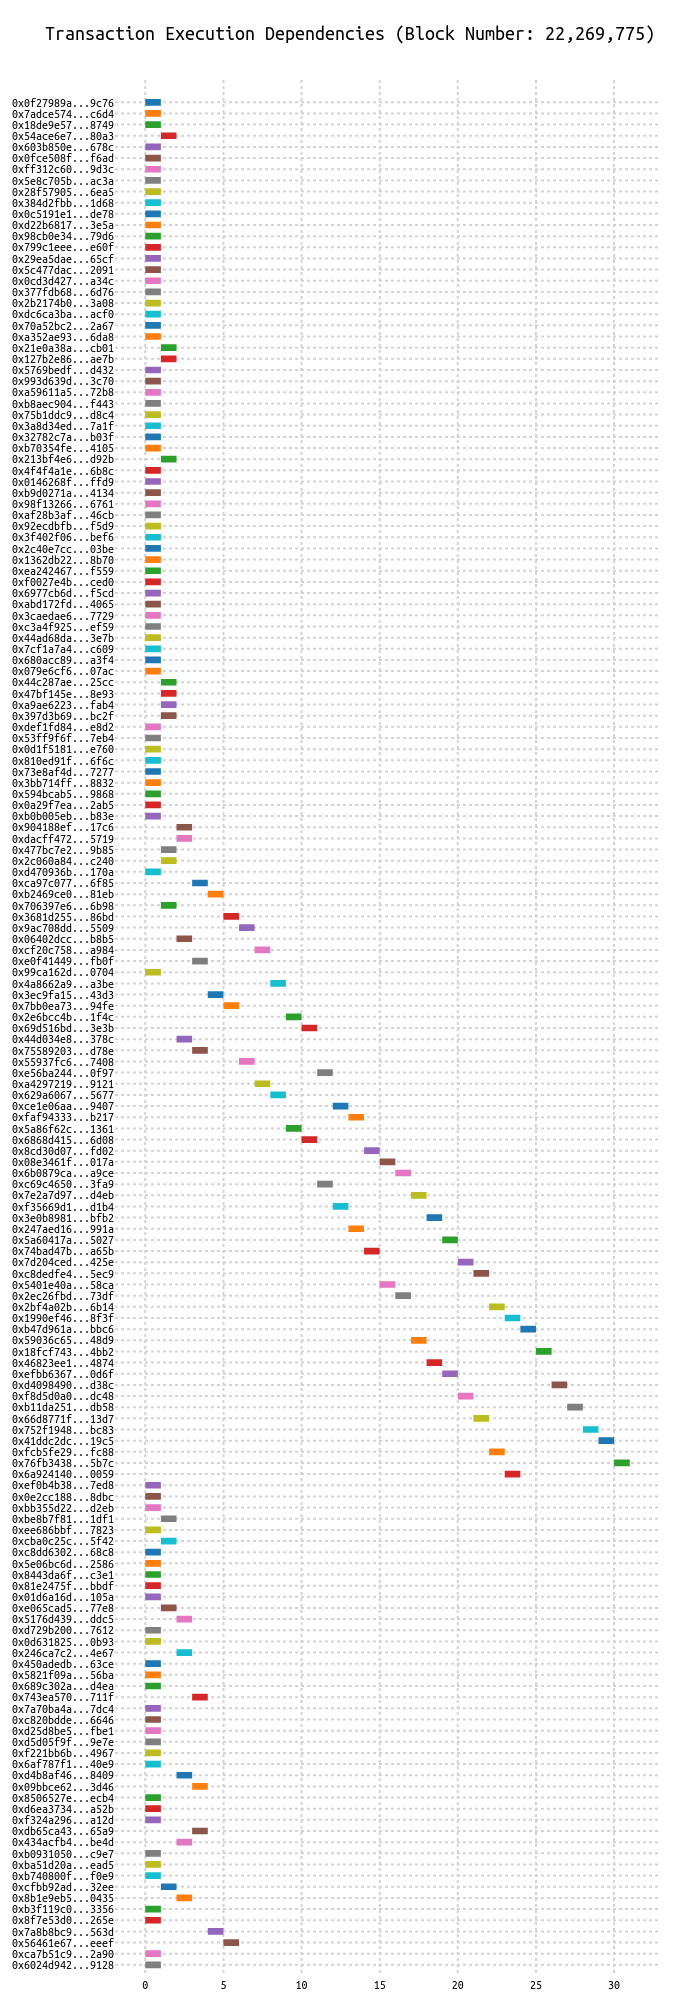 Transaction Execution Dependencies (Block Number: 22,269,775)
0x0f27989a...9c76
0x7adce574...c6d4
0x18de9e57...8749
0x54ace6e7...80a3
0x603b850e...678c
0x0fce508f...f6ad
0xff312c60...9d3c
0x5e8c705b...ac3a
0x28f57905...6ea5
0x384d2fbb...1d68
0x0c5191e1...de78
0xd22b6817...3e5a
0x98cb0e34...79d6
0x799c1eee...e60f
0x29ea5dae...65cf
0x5c477dac...2091
0x0cd3d427...a34c
0x377fdb68...6d76
0x2b2174b0...3a08
0xdc6ca3ba...acf0
0x70a52bc2...2a67
0xa352ae93...6da8
0x21e0a38a...cb01
0x127b2e86...ae7b
0x5769bedf...d432
0x993d639d...3c70
0xa59611a5...72b8
0xb8aec904...f443
0x75b1ddc9...d8c4
0x3a8d34ed...7a1f
0x32782c7a...b03f
0xb70354fe...4105
0x213bf4e6...d92b
0x4f4f4a1e...6b8c
0x0146268f...ffd9
0xb9d0271a...4134
0x98f13266...6761
0xaf28b3af...46cb
0x92ecdbfb...f5d9
0x3f402f06...bef6
0x2c40e7cc...03be
0x1362db22...8b70
0xea242467...f559
0xf0027e4b...ced0
0x6977cb6d...f5cd
0xabd172fd...4065
0x3caedae6...7729
0xc3a4f925...ef59
0x44ad68da...3e7b
0x7cf1a7a4...c609
0x680acc89...a3f4
0x079e6cf6...07ac
0x44c287ae...25cc
0x47bf145e...8e93
0xa9ae6223...fab4
0x397d3b69...bc2f
0xdef1fd84...e8d2
0x53ff9f6f...7eb4
0x0d1f5181...e760
0x810ed91f...6f6c
0x73e8af4d...7277
0x3bb714ff...8832
0x594bcab5...9868
0x0a29f7ea...2ab5
0xb0b005eb...b83e
0x904188ef...17c6
0xdacff472...5719
0x477bc7e2...9b85
0x2c060a84...c240
0xd470936b...170a
0xca97c077...6f85
0xb2469ce0...81eb
0x706397e6...6b98
0x3681d255...86bd
0x9ac708dd...5509
0x06402dcc...b8b5
0xcf20c758...a984
0xe0f41449...fb0f
0x99ca162d...0704
0x4a8662a9...a3be
0x3ec9fa15...43d3
0x7bb0ea73...94fe
0x2e6bcc4b...1f4c
0x69d516bd...3e3b
0x44d034e8...378c
0x75589203...d78e
0x55937fc6...7408
0xe56ba244...0f97
0xa4297219...9121
0x629a6067...5677
0xce1e06aa...9407
0xfaf94333...b217
0x5a86f62c...1361
0x6868d415...6d08
0x8cd30d07...fd02
0x08e3461f...017a
0x6b0879ca...a9ce
0xc69c4650...3fa9
0x7e2a7d97...d4eb
0xf35669d1...d1b4
0x3e0b8981...bfb2
0x247aed16...991a
0x5a60417a...5027
0x74bad47b...a65b
0x7d204ced...425e
0xc8dedfe4...5ec9
0x5401e40a...58ca
0x2ec26fbd...73df
0x2bf4a02b...6b14
0x1990ef46...8f3f
0xb47d961a...bbc6
0x59036c65...48d9
0x18fcf743...4bb2
0x46823ee1...4874
0xefbb6367...0d6f
0xd4098490...d38c
0xf8d5d0a0...dc48
0xb11da251...db58
0x66d8771f...13d7
0x752f1948...bc83
0x41ddc2dc...19c5
0xfcb5fe29...fc88
0x76fb3438...5b7c
0x6a924140...0059
0xef0b4b38...7ed8
0x0e2cc188...8dbc
0xbb355d22...d2eb
0xbe8b7f81...1df1
0xee686bbf...7823
0xcba0c25c...5f42
0xc8dd6302...68c8
0x5e06bc6d...2586
0x8443da6f...c3e1
0x81e2475f...bbdf
0x01d6a16d...105a
0xe065cad5...77e8
0x5176d439...ddc5
0xd729b200...7612
0x0d631825...0b93
0x246ca7c2...4e67
0x450adedb...63ce
0x5821f09a...56ba
0x689c302a...d4ea
0x743ea570...711f
0x7a70ba4a...7dc4
0xc820bdde...6646
0xd25d8be5...fbe1
0xd5d05f9f...9e7e
0xf221bb6b...4967
0x6af787f1...40e9
0xd4b8af46...8409
0x09bbce62...3d46
0x8506527e...ecb4
0xd6ea3734...a52b
0xf324a296...a12d
0xdb65ca43...65a9
0x434acfb4...be4d
0xb0931050...c9e7
0xba51d20a...ead5
0xb740800f...f0e9
0xcfbb92ad...32ee
0x8b1e9eb5...0435
0xb3f119c0...3356
0x8f7e53d0...265e
0x7a8b8bc9...563d
0x56461e67...eeef
0xca7b51c9...2a90
0x6024d942...9128
0 5 10 15 20 25 30